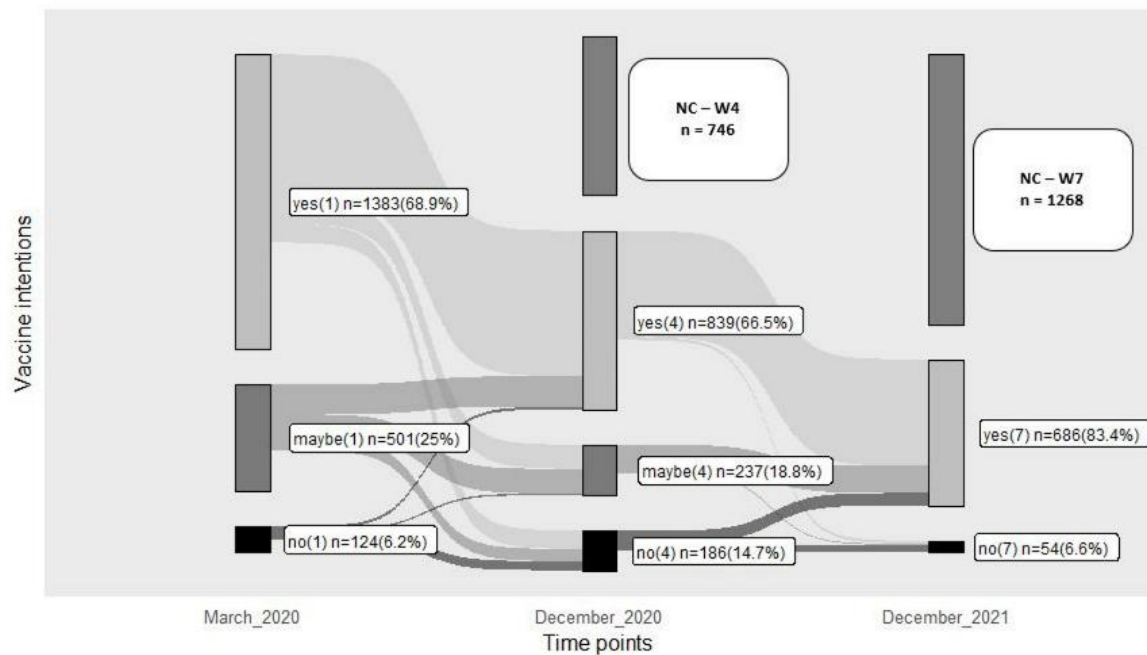 Vaccine intentions
NC – W4
n = 746
NC – W7
n = 1268
yes(1) n=1383(68.9%)
yes(4) n=839(66.5%)
maybe(1) n=501(25%)
maybe(4) n=237(18.8%)
yes(7) n=686(83.4%)
no(1) n=124(6.2%)
no(4) n=186(14.7%)
no(7) n=54(6.6%)
March_2020
December_2020
December_2021
Time points